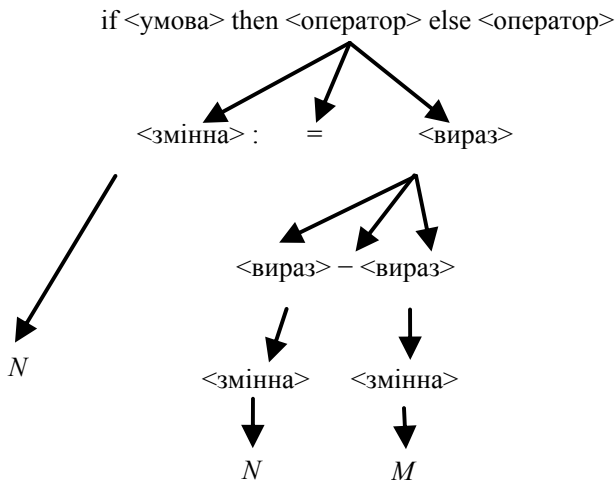 if <умова> then <оператор> else <оператор>
<змінна> : = <вираз>
<вираз> – <вираз>
N
<змінна> <змінна>
N M